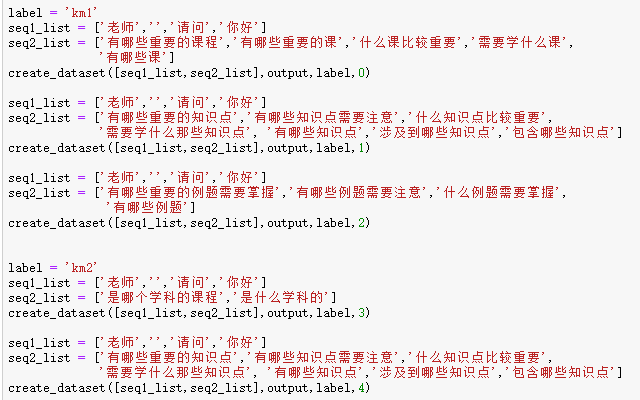 label = 'km1'
seq1_list = ['老师','','请问','你好']
seq2_list = ['有哪些重要的课程','有哪些重要的课','什么课比较重要','需要学什么课',
'有哪些课']
create_dataset([seq1_list,seq2_list],output,label,0)
seq1_list = ['老师','','请问','你好']
seq2_list = ['有哪些重要的知识点','有哪些知识点需要注意','什么知识点比较重要',
'需要学什么那些知识点', '有哪些知识点','涉及到哪些知识点','包含哪些知识点']
create_dataset([seq1_list,seq2_list],output,label,1)
seq1_list = ['老师','','请问','你好']
seq2_list = ['有哪些重要的例题需要掌握','有哪些例题需要注意','什么例题需要掌握',
'有哪些例题']
create_dataset([seq1_list,seq2_list],output,label,2)
label = 'km2'
seq1_list = ['老师','','请问','你好']
seq2_list = ['是哪个学科的课程','是什么学科的']
create_dataset([seq1_list,seq2_list],output,label,3)
seq1_list = ['老师','','请问','你好']
seq2_list = ['有哪些重要的知识点','有哪些知识点需要注意','什么知识点比较重要',
'需要学什么那些知识点', '有哪些知识点','涉及到哪些知识点','包含哪些知识点']
create_dataset([seq1_list,seq2_list],output,label,4)